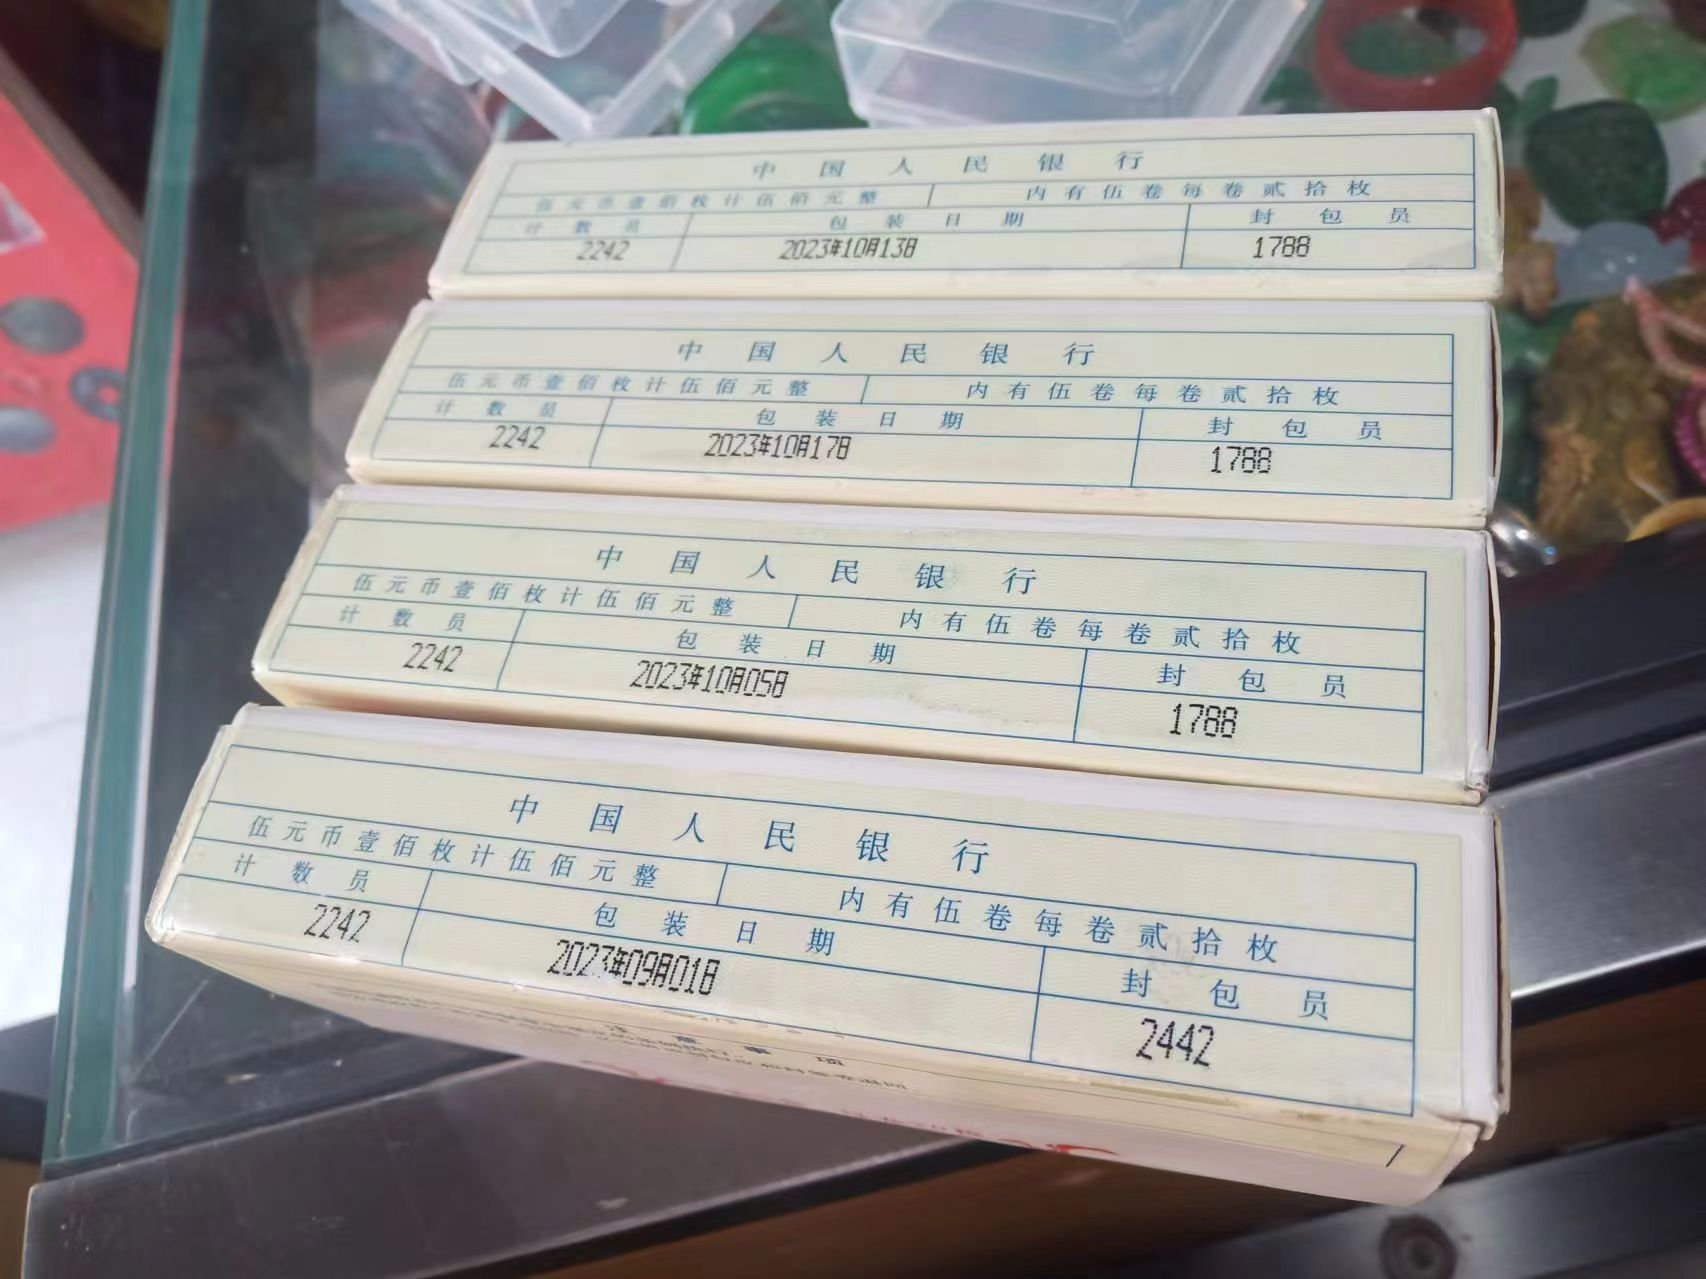 中国人民银行
伍元币壹佰枚计伍佰元整 内有伍卷每卷贰拾枚
计数员 包装日期 封包员
2242 2023年10月13日 1788
中国人民银行
伍元币壹佰枚计伍佰元整 内有伍卷每卷贰拾枚
计数员 包装日期 封包员
2242 2023年10月17日 1788
中国人民银行
伍元币壹佰枚计伍佰元整 内有伍卷每卷贰拾枚
计数员 包装日期 封包员
2242 2023年10月05日 1788
中国人民银行
伍元币壹佰枚计伍佰元整 内有伍卷每卷贰拾枚
计数员 包装日期 封包员
2242 2023年09月01日 2442
注意事项